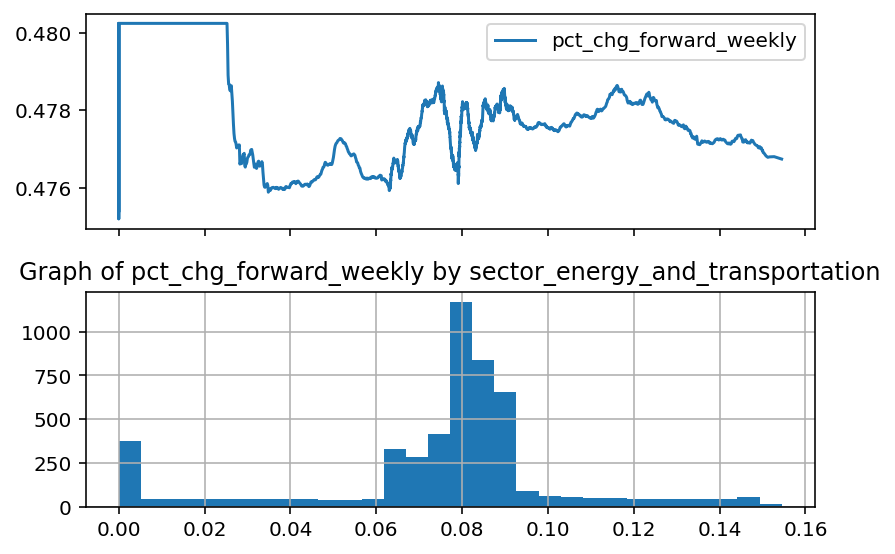 0.480
0.478
0.476
pct_chg_forward_weekly
Graph of pct_chg_forward_weekly by sector_energy_and_transportation
1000
750
500
250
0
0.00 0.02 0.04 0.06 0.08 0.10 0.12 0.14 0.16